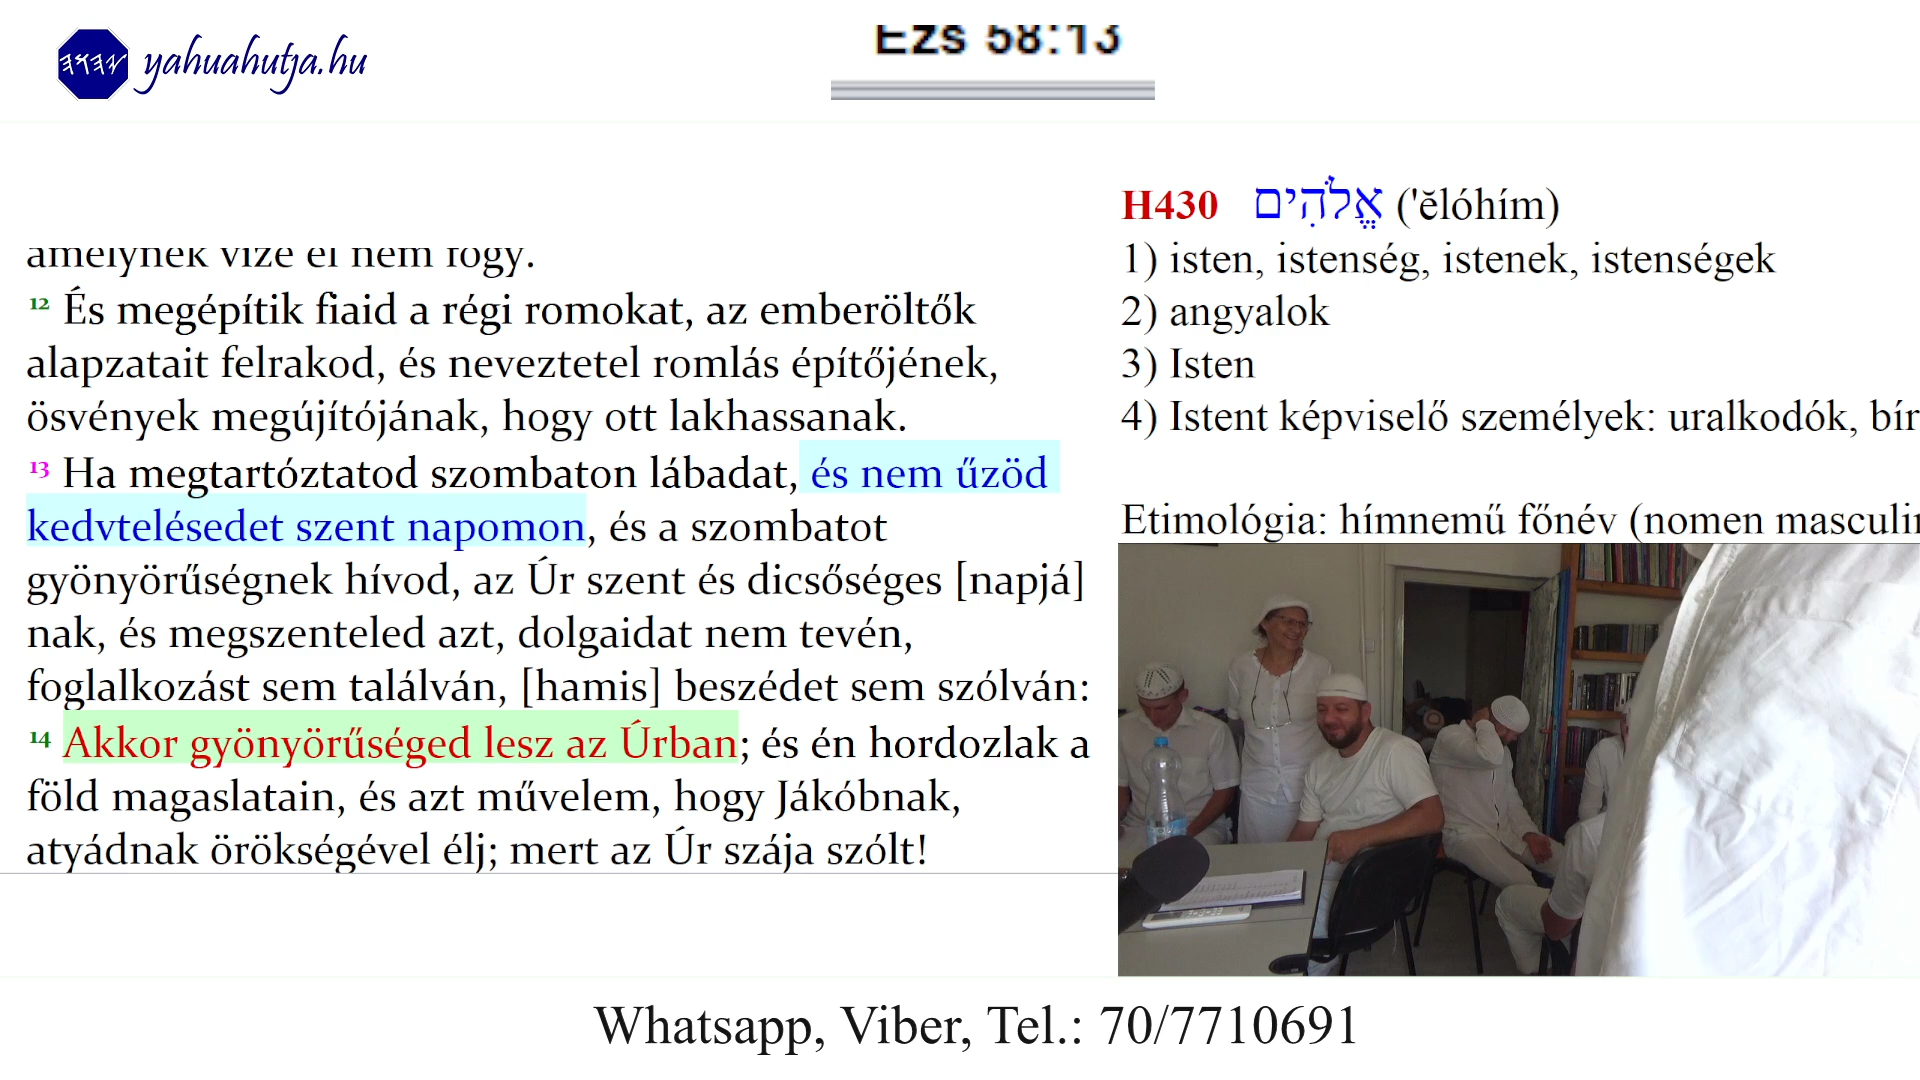 yahuahutja.hu
Ezs 58:13
amelynek vize el nem fogy.
12 És megépítik fiaid a régi romokat, az emberöltők
alapzatait felrakod, és neveztetel romlás építőjének,
ösvények megújítójának, hogy ott lakhassanak.
13 Ha megtartóztatod szombaton lábadat, és nem űzöd
kedvtelésedet szent napomon, és a szombatot
gyönyörűségnek hívod, az Úr szent és dicsőséges [napjá]
nak, és megszenteled azt, dolgaidat nem tevén,
foglalkozást sem találván, [hamis] beszédet sem szólván:
14 Akkor gyönyörűséged lesz az Úrban; és én hordozlak a
föld magaslatain, és azt művelem, hogy Jákóbnak,
atyádnak örökségével élj; mert az Úr szája szólt!
H430 אֱלֹהִים ('ĕlóhím)
1) isten, istenség, istenek, istenségek
2) angyalok
3) Isten
4) Istent képviselő személyek: uralkodók, bír
Etimológia: hímnemű főnév (nomen masculin
Whatsapp, Viber, Tel.: 70/7710691